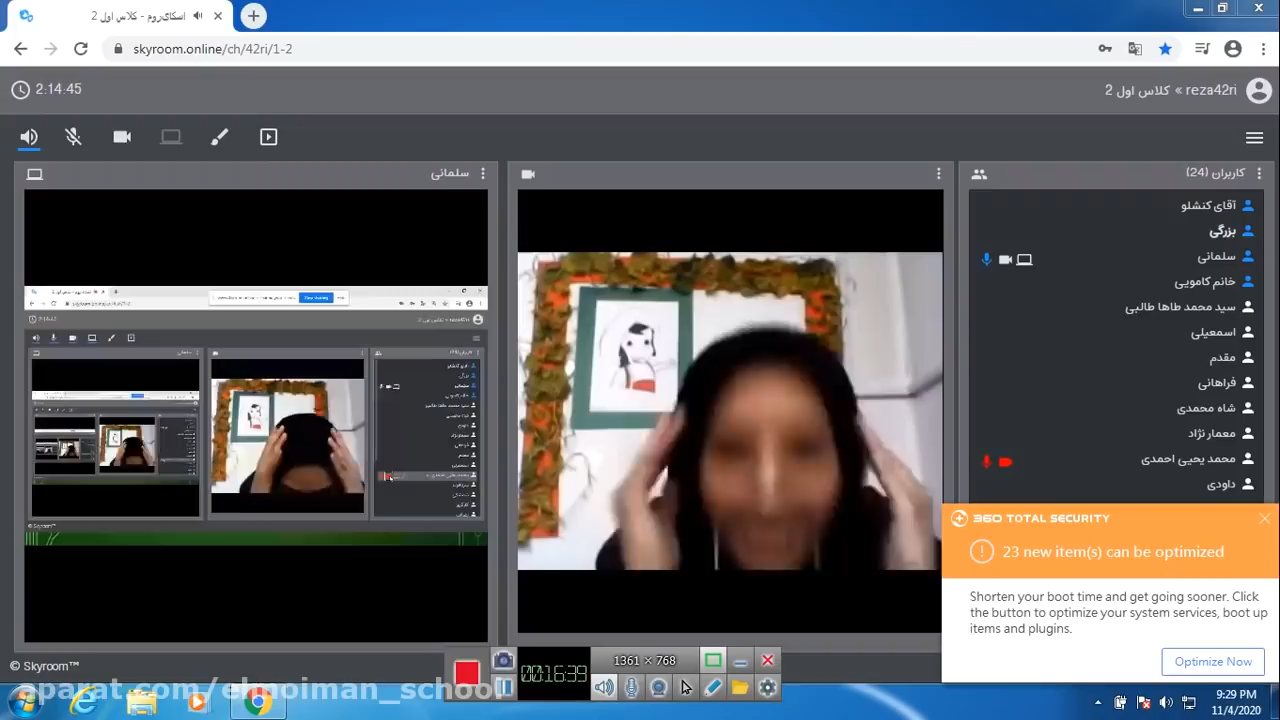 اسکای‌روم - کلاس اول 2
skyroom.online/ch/42ri/1-2
2:14:45
reza42ri » کلاس اول 2
سلمانی
کاربران (24)
آقای کنشلو
بزرگی
سلمانی
خانم کامویی
سید محمد طاها طالبی
اسمعیلی
مقدم
فراهانی
شاه محمدی
معمار نژاد
محمد یحیی احمدی
داودی
360 TOTAL SECURITY
23 new item(s) can be optimized
Shorten your boot time and get going sooner. Click
the button to optimize your system services, boot up
items and plugins.
Optimize Now
© Skyroom™
1361 × 768
00:16:39
aparat.com/elmoiman_school
9:29 PM
11/4/2020